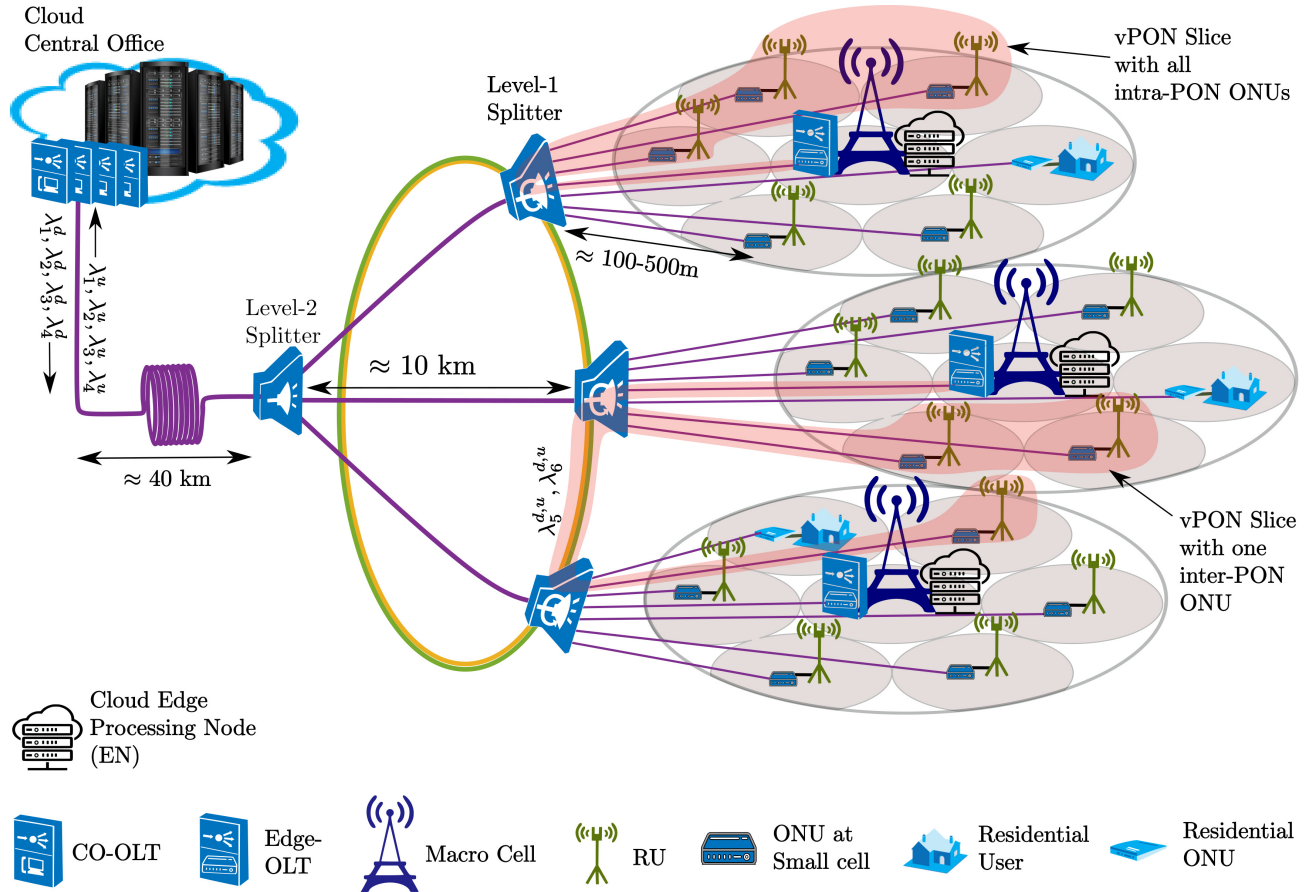 Cloud
Central Office
Level-1
Splitter
vPON Slice
with all
intra-PON ONUs
λ₁ᵈ, λ₂ᵈ, λ₃ᵈ, λ₄ᵈ
λ₁ᵘ, λ₂ᵘ, λ₃ᵘ, λ₄ᵘ
≈ 100-500m
Level-2
Splitter
≈ 10 km
≈ 40 km
λ₅ᵈ,ᵘ, λ₆ᵈ,ᵘ
vPON Slice
with one
inter-PON
ONU
Cloud Edge
Processing Node
(EN)
CO-OLT
Edge-
OLT
Macro Cell
RU
ONU at
Small cell
Residential
User
Residential
ONU